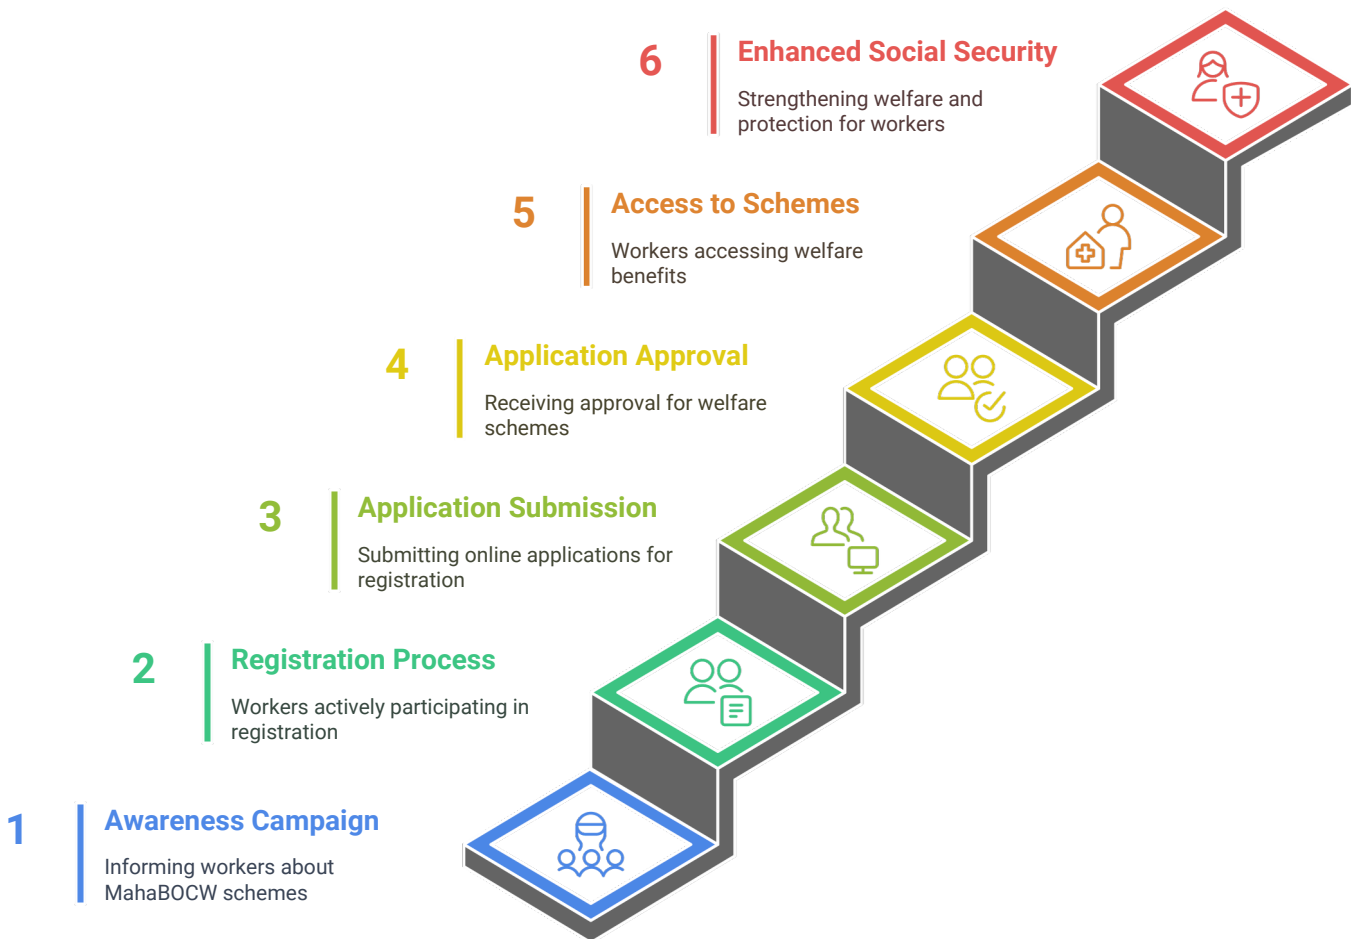 6
Enhanced Social Security
Strengthening welfare and
protection for workers
5
Access to Schemes
Workers accessing welfare
benefits
4
Application Approval
Receiving approval for welfare
schemes
3
Application Submission
Submitting online applications for
registration
2
Registration Process
Workers actively participating in
registration
1
Awareness Campaign
Informing workers about
MahaBOCW schemes